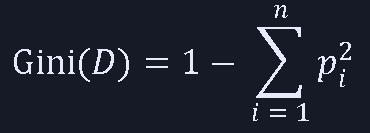 Gini(D) = 1 − ∑_{i = 1}^{n} p_i^2